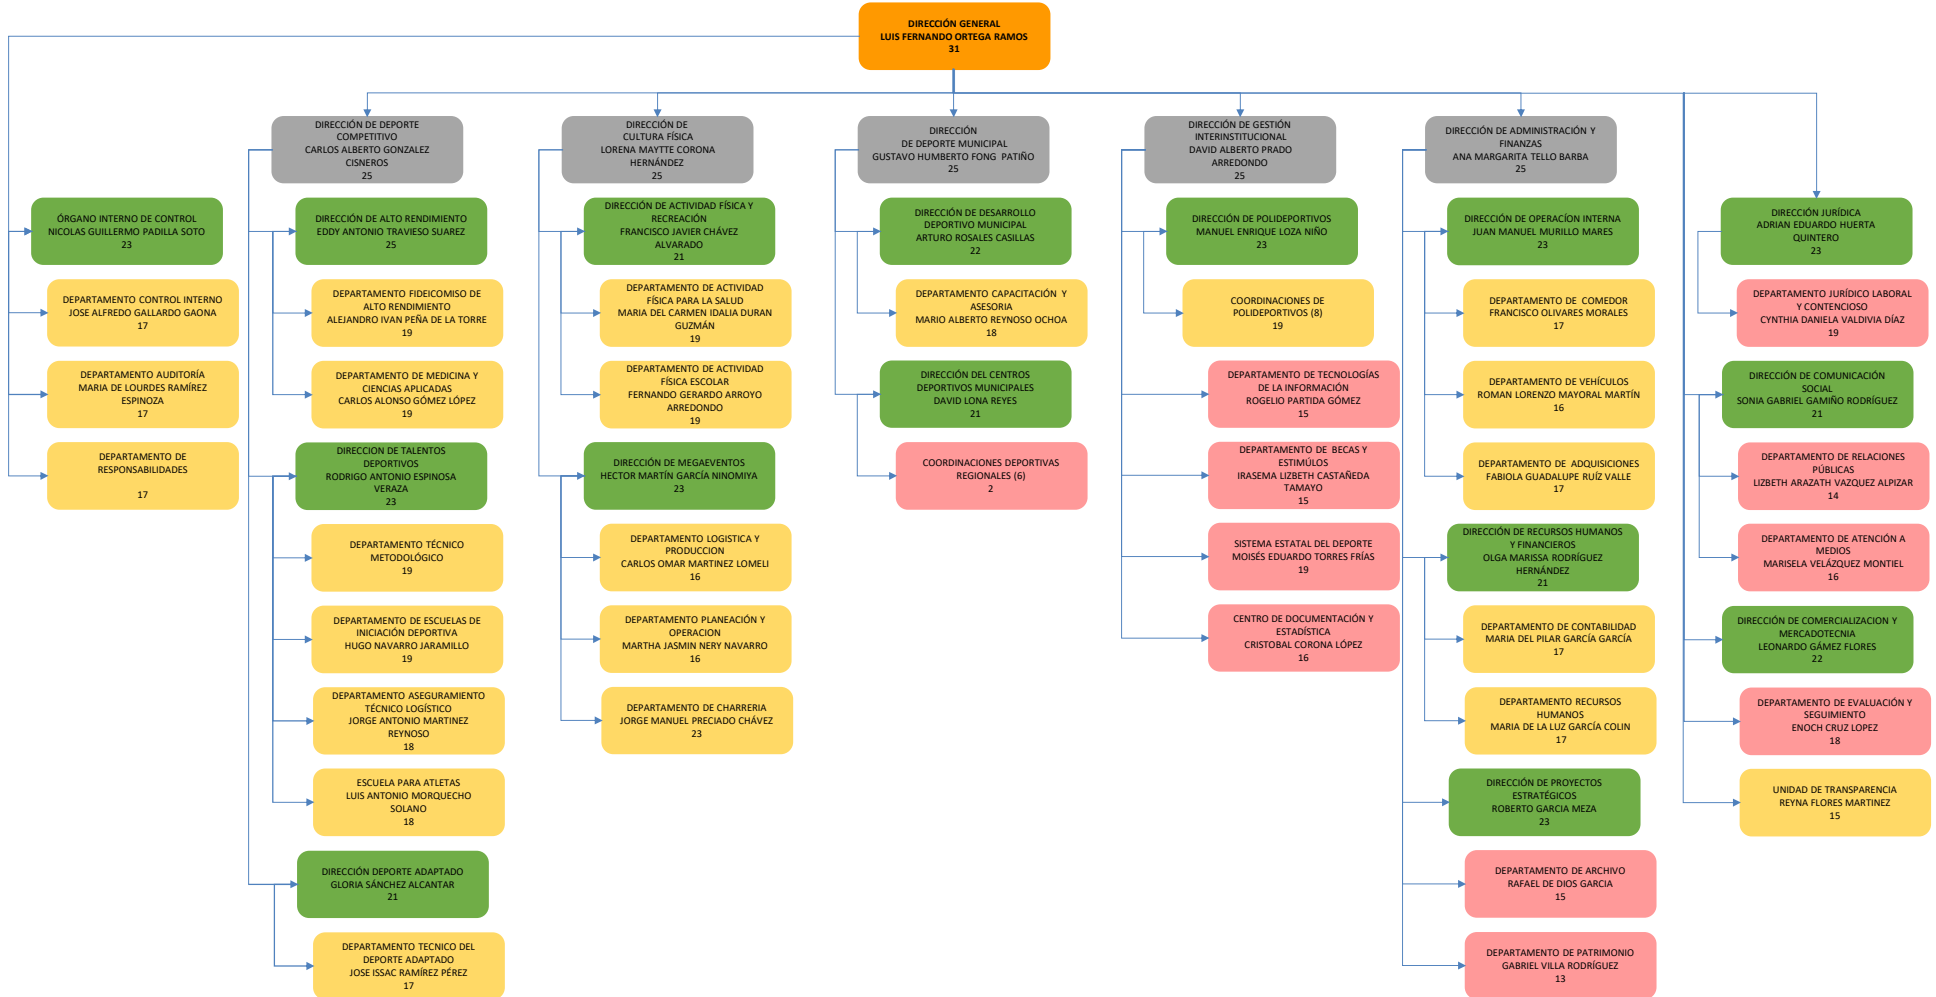 DIRECCIÓN GENERAL
LUIS FERNANDO ORTEGA RAMOS
31
DIRECCIÓN DE DEPORTE
COMPETITIVO
CARLOS ALBERTO GONZALEZ
CISNEROS
25
DIRECCIÓN DE
CULTURA FÍSICA
LORENA MAYTTE CORONA
HERNÁNDEZ
25
DIRECCIÓN
DE DEPORTE MUNICIPAL
GUSTAVO HUMBERTO FONG PATIÑO
25
DIRECCIÓN DE GESTIÓN
INTERINSTITUCIONAL
DAVID ALBERTO PRADO
ARREDONDO
25
DIRECCIÓN DE ADMINISTRACIÓN Y
FINANZAS
ANA MARGARITA TELLO BARBA
25
ÓRGANO INTERNO DE CONTROL
NICOLAS GUILLERMO PADILLA SOTO
23
DEPARTAMENTO CONTROL INTERNO
JOSE ALFREDO GALLARDO GAONA
17
DEPARTAMENTO AUDITORÍA
MARIA DE LOURDES RAMÍREZ
ESPINOZA
17
DEPARTAMENTO DE
RESPONSABILIDADES
17
DIRECCIÓN DE ALTO RENDIMIENTO
EDDY ANTONIO TRAVIESO SUAREZ
25
DEPARTAMENTO FIDEICOMISO DE
ALTO RENDIMIENTO
ALEJANDRO IVAN PEÑA DE LA TORRE
19
DEPARTAMENTO DE MEDICINA Y
CIENCIAS APLICADAS
CARLOS ALONSO GÓMEZ LÓPEZ
19
DIRECCION DE TALENTOS
DEPORTIVOS
RODRIGO ANTONIO ESPINOSA
VERAZA
23
DEPARTAMENTO TÉCNICO
METODOLÓGICO
19
DEPARTAMENTO DE ESCUELAS DE
INICIACIÓN DEPORTIVA
HUGO NAVARRO JARAMILLO
19
DEPARTAMENTO ASEGURAMIENTO
TÉCNICO LOGÍSTICO
JORGE ANTONIO MARTINEZ
REYNOSO
18
ESCUELA PARA ATLETAS
LUIS ANTONIO MORQUECHO
SOLANO
18
DIRECCIÓN DEPORTE ADAPTADO
GLORIA SÁNCHEZ ALCANTAR
21
DEPARTAMENTO TECNICO DEL
DEPORTE ADAPTADO
JOSE ISSAC RAMÍREZ PÉREZ
17
DIRECCIÓN DE ACTIVIDAD FÍSICA Y
RECREACIÓN
FRANCISCO JAVIER CHÁVEZ
ALVARADO
21
DEPARTAMENTO DE ACTIVIDAD
FÍSICA PARA LA SALUD
MARIA DEL CARMEN IDALIA DURAN
GUZMÁN
19
DEPARTAMENTO DE ACTIVIDAD
FÍSICA ESCOLAR
FERNANDO GERARDO ARROYO
ARREDONDO
19
DIRECCIÓN DE MEGAEVENTOS
HECTOR MARTÍN GARCÍA NINOMIYA
23
DEPARTAMENTO LOGISTICA Y
PRODUCCION
CARLOS OMAR MARTINEZ LOMELI
16
DEPARTAMENTO PLANEACIÓN Y
OPERACION
MARTHA JASMIN NERY NAVARRO
16
DEPARTAMENTO DE CHARRERIA
JORGE MANUEL PRECIADO CHÁVEZ
23
DIRECCIÓN DE DESARROLLO
DEPORTIVO MUNICIPAL
ARTURO ROSALES CASILLAS
22
DEPARTAMENTO CAPACITACIÓN Y
ASESORIA
MARIO ALBERTO REYNOSO OCHOA
18
DIRECCIÓN DEL CENTROS
DEPORTIVOS MUNICIPALES
DAVID LONA REYES
21
COORDINACIONES DEPORTIVAS
REGIONALES (6)
2
DIRECCIÓN DE POLIDEPORTIVOS
MANUEL ENRIQUE LOZA NIÑO
23
COORDINACIONES DE
POLIDEPORTIVOS (8)
19
DEPARTAMENTO DE TECNOLOGÍAS
DE LA INFORMACIÓN
ROGELIO PARTIDA GÓMEZ
15
DEPARTAMENTO DE BECAS Y
ESTIMÚLOS
IRASEMA LIZBETH CASTAÑEDA
TAMAYO
15
SISTEMA ESTATAL DEL DEPORTE
MOISÉS EDUARDO TORRES FRÍAS
19
CENTRO DE DOCUMENTACIÓN Y
ESTADÍSTICA
CRISTOBAL CORONA LÓPEZ
16
DIRECCIÓN DE OPERACÍON INTERNA
JUAN MANUEL MURILLO MARES
23
DEPARTAMENTO DE COMEDOR
FRANCISCO OLIVARES MORALES
17
DEPARTAMENTO DE VEHÍCULOS
ROMAN LORENZO MAYORAL MARTÍN
16
DEPARTAMENTO DE ADQUISICIONES
FABIOLA GUADALUPE RUÍZ VALLE
17
DIRECCIÓN DE RECURSOS HUMANOS
Y FINANCIEROS
OLGA MARISSA RODRÍGUEZ
HERNÁNDEZ
21
DEPARTAMENTO DE CONTABILIDAD
MARIA DEL PILAR GARCÍA GARCÍA
17
DEPARTAMENTO RECURSOS
HUMANOS
MARIA DE LA LUZ GARCÍA COLIN
17
DIRECCIÓN DE PROYECTOS
ESTRATÉGICOS
ROBERTO GARCIA MEZA
23
DEPARTAMENTO DE ARCHIVO
RAFAEL DE DIOS GARCIA
15
DEPARTAMENTO DE PATRIMONIO
GABRIEL VILLA RODRÍGUEZ
13
DIRECCIÓN JURÍDICA
ADRIAN EDUARDO HUERTA
QUINTERO
23
DEPARTAMENTO JURÍDICO LABORAL
Y CONTENCIOSO
CYNTHIA DANIELA VALDIVIA DÍAZ
19
DIRECCIÓN DE COMUNICACIÓN
SOCIAL
SONIA GABRIEL GAMIÑO RODRÍGUEZ
21
DEPARTAMENTO DE RELACIONES
PÚBLICAS
LIZBETH ARAZATH VAZQUEZ ALPIZAR
14
DEPARTAMENTO DE ATENCIÓN A
MEDIOS
MARISELA VELÁZQUEZ MONTIEL
16
DIRECCIÓN DE COMERCIALIZACION Y
MERCADOTECNIA
LEONARDO GÁMEZ FLORES
22
DEPARTAMENTO DE EVALUACIÓN Y
SEGUIMIENTO
ENOCH CRUZ LOPEZ
18
UNIDAD DE TRANSPARENCIA
REYNA FLORES MARTINEZ
15